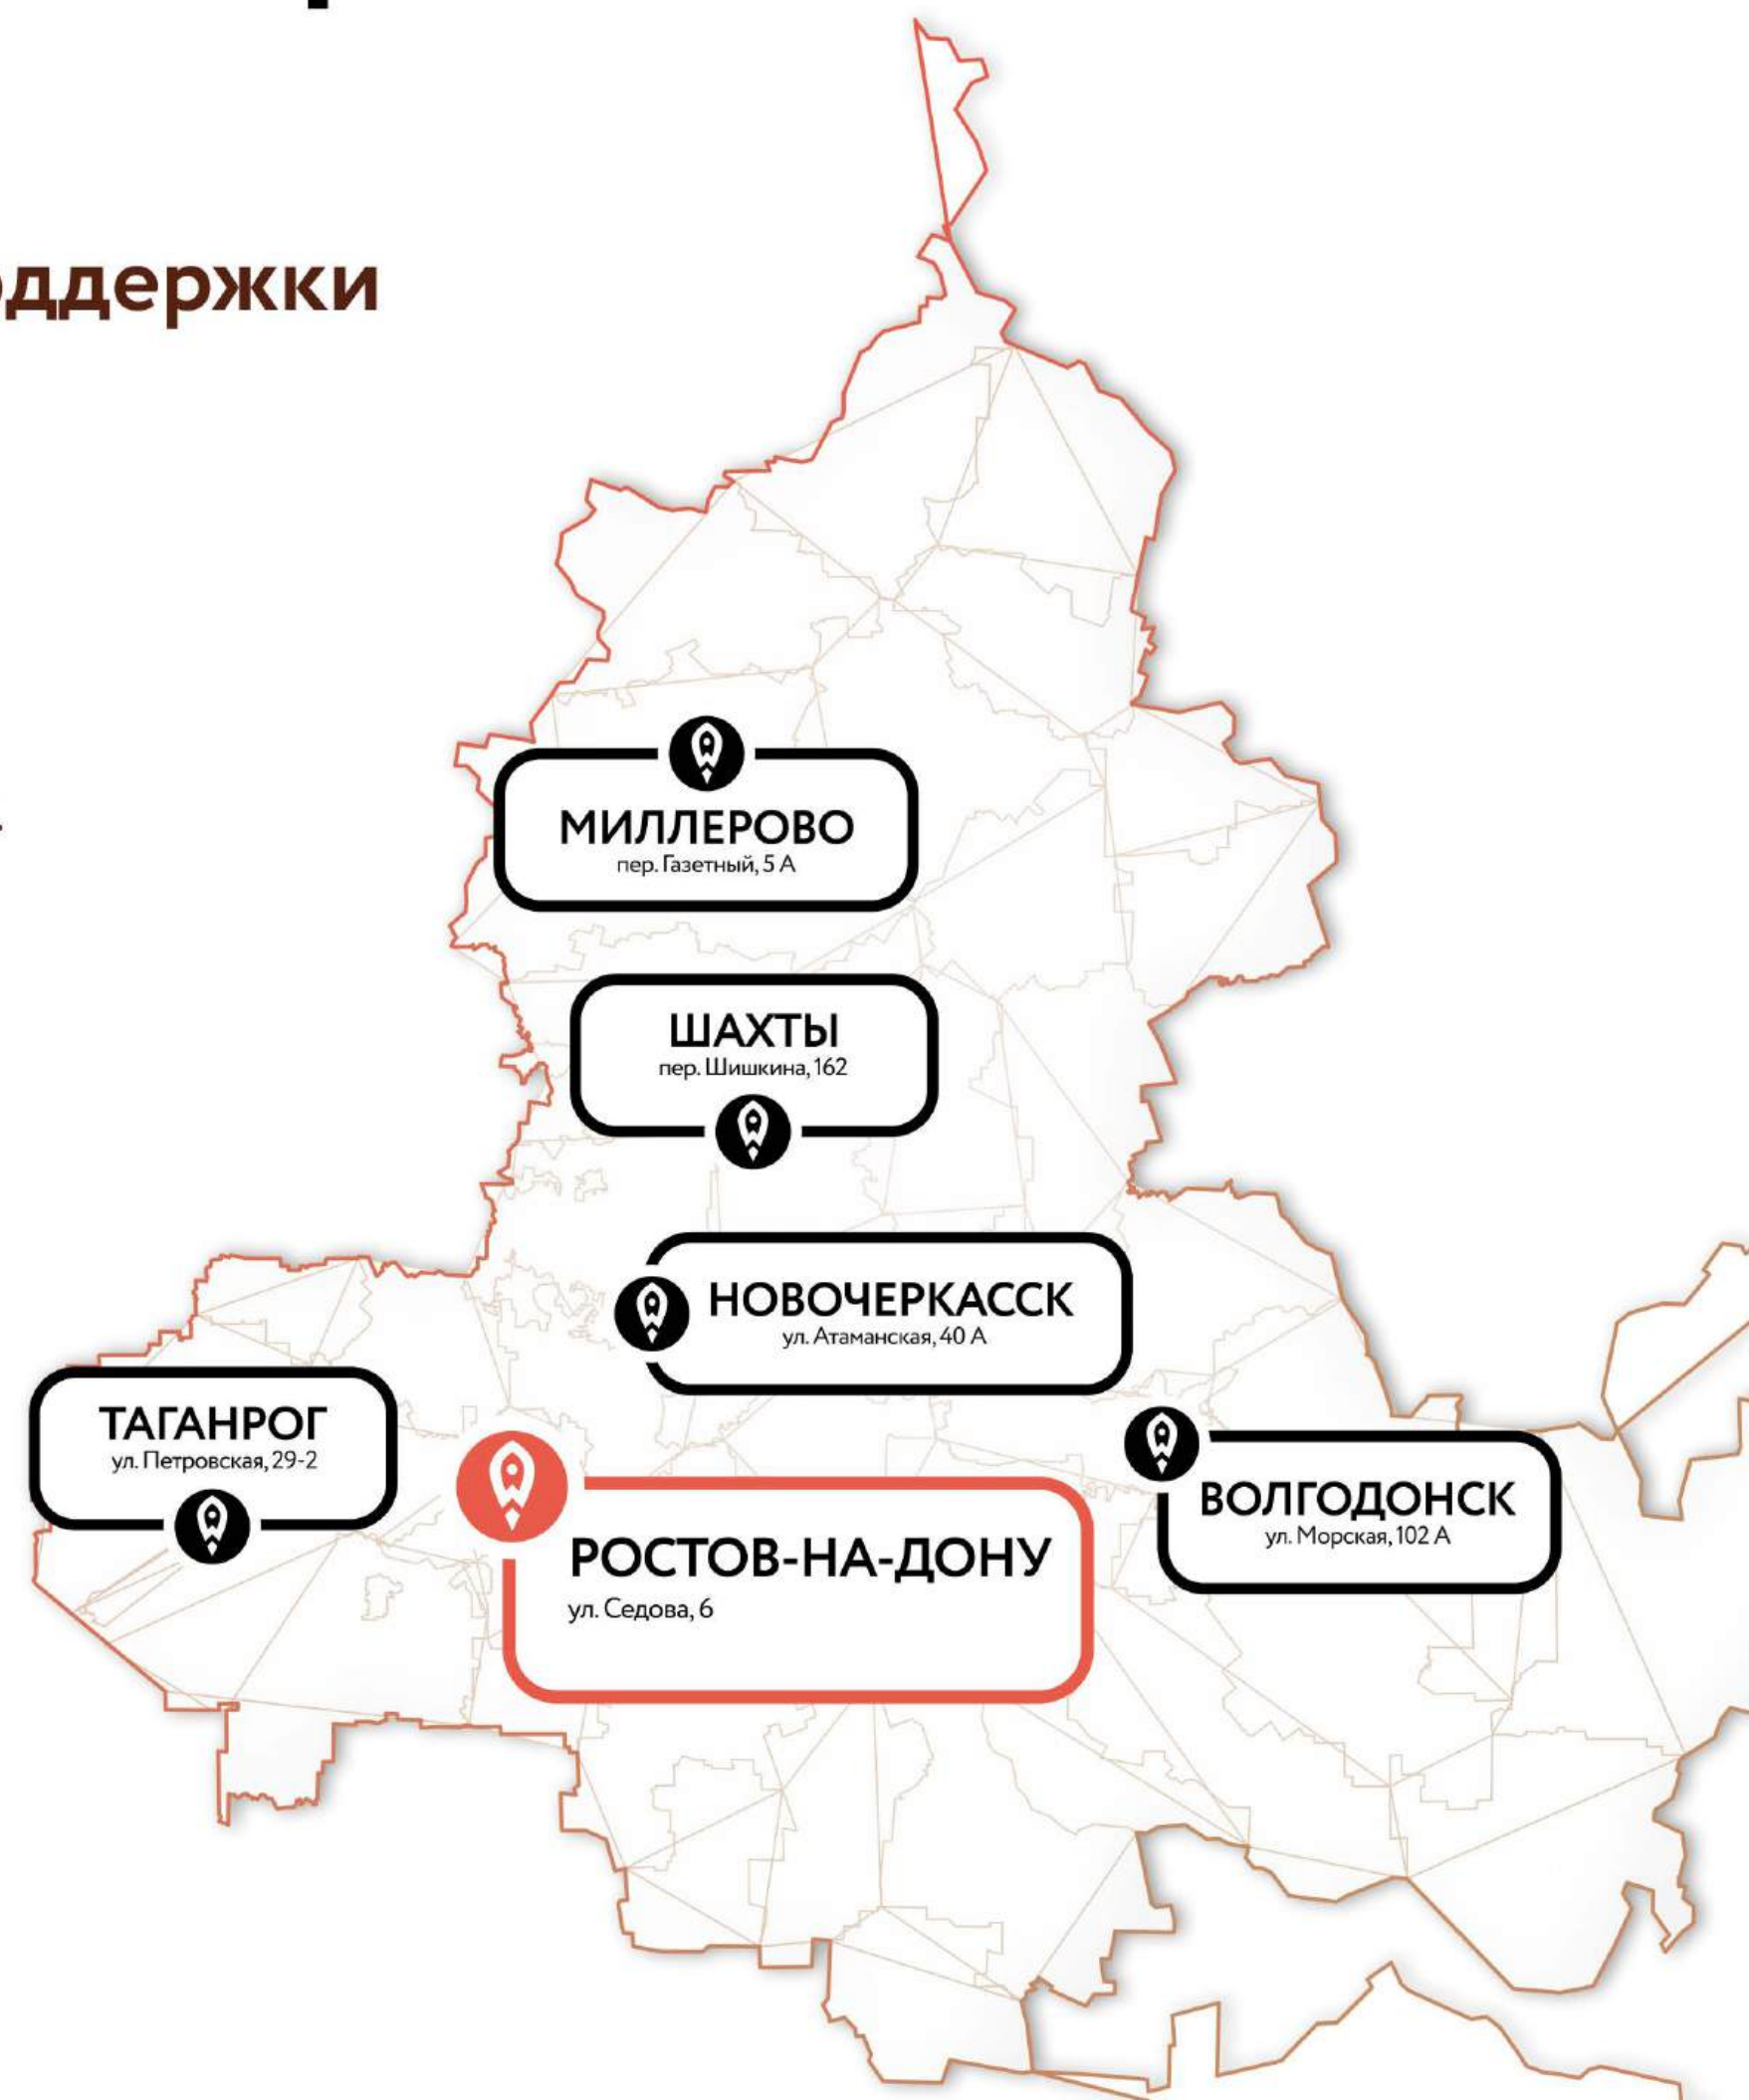 МИЛЛЕРОВО
пер. Газетный, 5 А
ШАХТЫ
пер. Шишкина, 162
НОВОЧЕРКАССК
ул. Атаманская, 40 А
ТАГАНРОГ
ул. Петровская, 29-2
ВОЛГОДОНСК
ул. Морская, 102 А
РОСТОВ-НА-ДОНУ
ул. Седова, 6